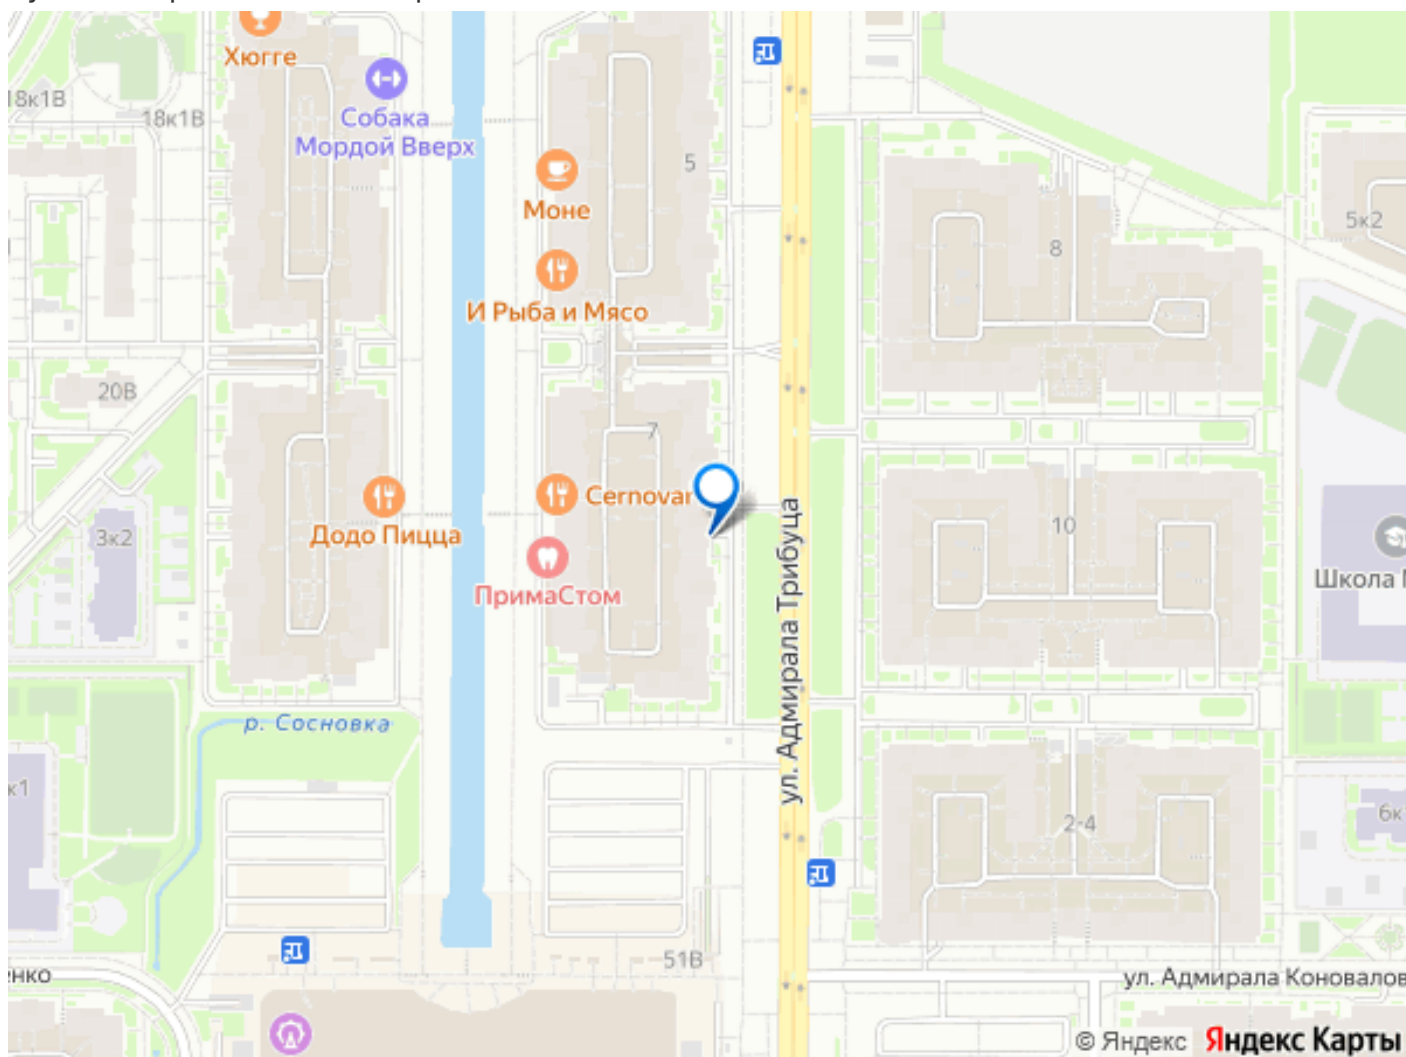 Хюгге
18к1В
18к1В
Собака
Мордой Вверх
5
Моне
5к2
8
И Рыба и Мясо
20В
7
Cernovar
3к2
Додо Пицца
10
ПримаСтом
Школа
ул. Адмирала Трибуца
р. Сосновка
к1
2-4
6к
51В
енко
ул. Адмирала Коновалов
© Яндекс Яндекс Карты